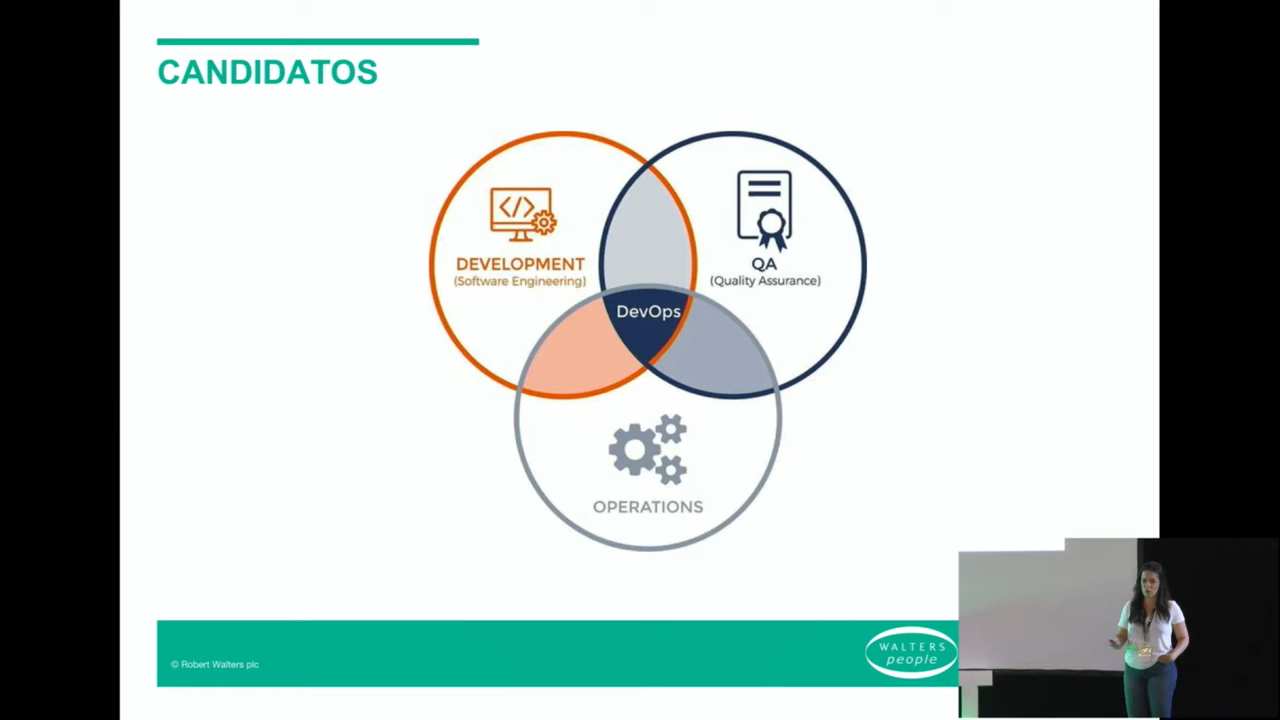 CANDIDATOS
DEVELOPMENT
(Software Engineering)
QA
(Quality Assurance)
DevOps
OPERATIONS
© Robert Walters plc
WALTERS
people